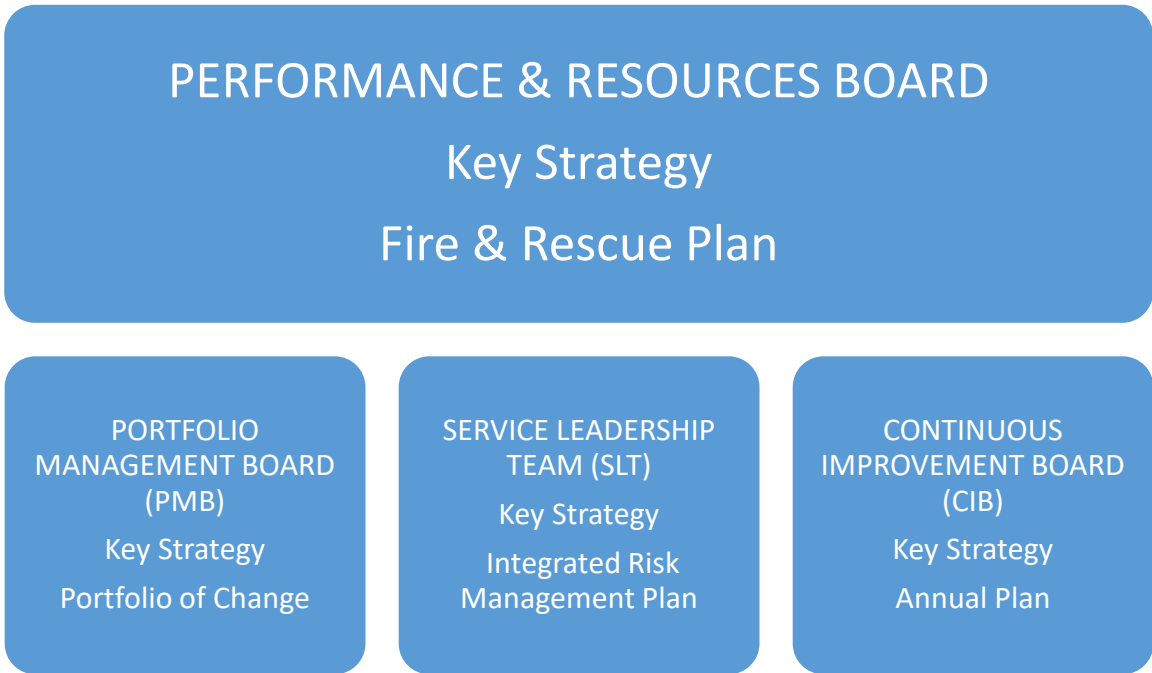 PERFORMANCE & RESOURCES BOARD
Key Strategy
Fire & Rescue Plan
PORTFOLIO
MANAGEMENT BOARD
(PMB)
Key Strategy
Portfolio of Change
SERVICE LEADERSHIP
TEAM (SLT)
Key Strategy
Integrated Risk
Management Plan
CONTINUOUS
IMPROVEMENT BOARD
(CIB)
Key Strategy
Annual Plan